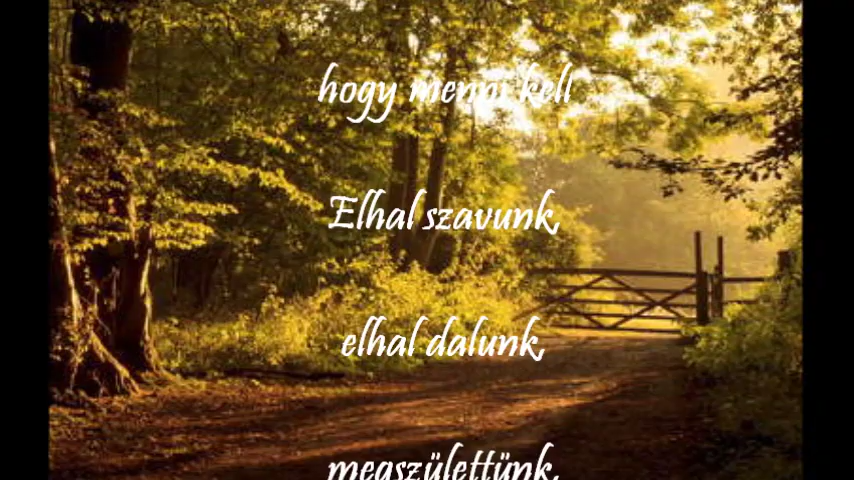 hogy menni kell
Elhal szavunk,
elhal dalunk,
megszülettünk,